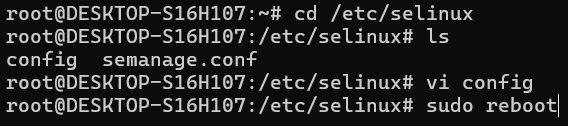 root@DESKTOP-S16H107:~# cd /etc/selinux
root@DESKTOP-S16H107:/etc/selinux# ls
config  semanage.conf
root@DESKTOP-S16H107:/etc/selinux# vi config
root@DESKTOP-S16H107:/etc/selinux# sudo reboot